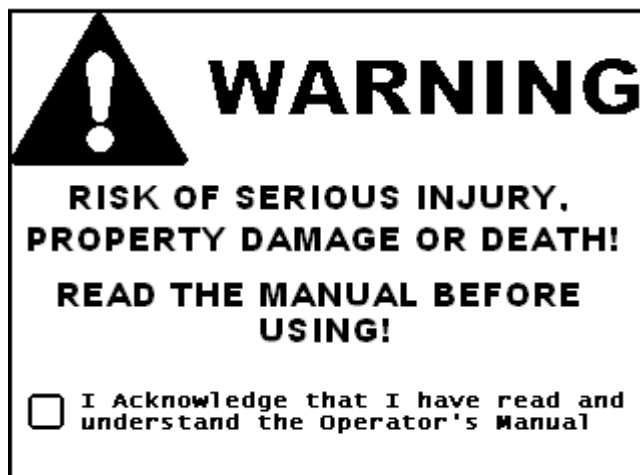 WARNING
RISK OF SERIOUS INJURY,
PROPERTY DAMAGE OR DEATH!
READ THE MANUAL BEFORE
USING!
I Acknowledge that I have read and
understand the Operator's Manual